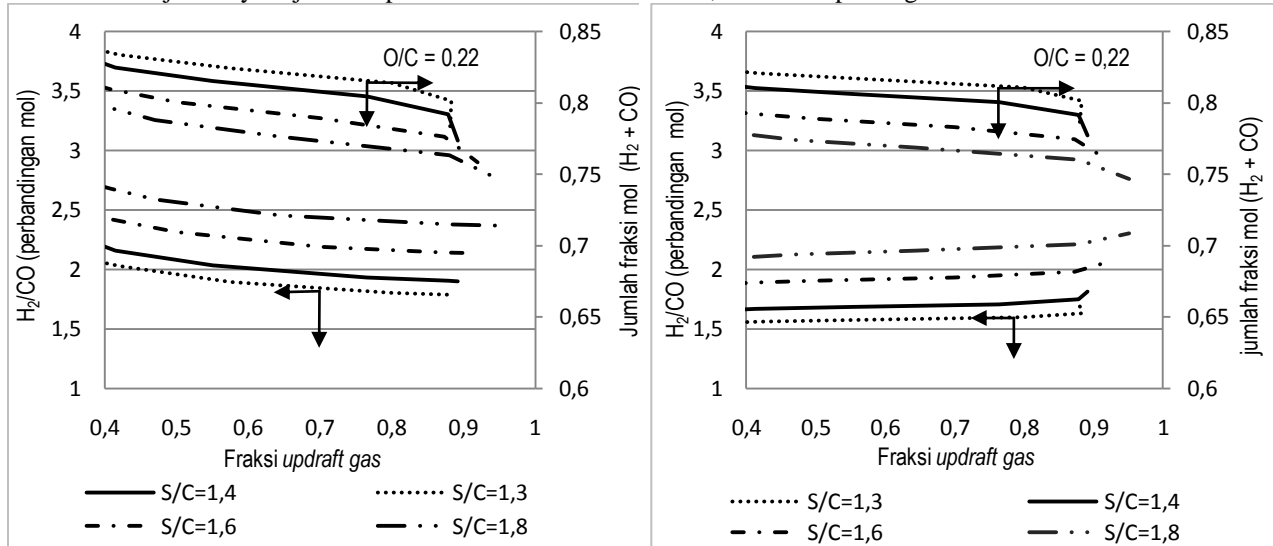 O/C = 0,22
H₂/CO (perbandingan mol)
Jumlah fraksi mol (H₂ + CO)
4
3,5
3
2,5
2
1,5
1
0,85
0,8
0,75
0,7
0,65
0,6
0,4 0,5 0,6 0,7 0,8 0,9 1
Fraksi updraft gas
S/C=1,4 S/C=1,3
S/C=1,6 S/C=1,8
O/C = 0,22
H₂/CO (perbandingan mol)
jumlah fraksi mol (H₂ + CO)
4
3,5
3
2,5
2
1,5
1
0,85
0,8
0,75
0,7
0,65
0,6
0,4 0,5 0,6 0,7 0,8 0,9 1
Fraksi updraft gas
S/C=1,3 S/C=1,4
S/C=1,6 S/C=1,8